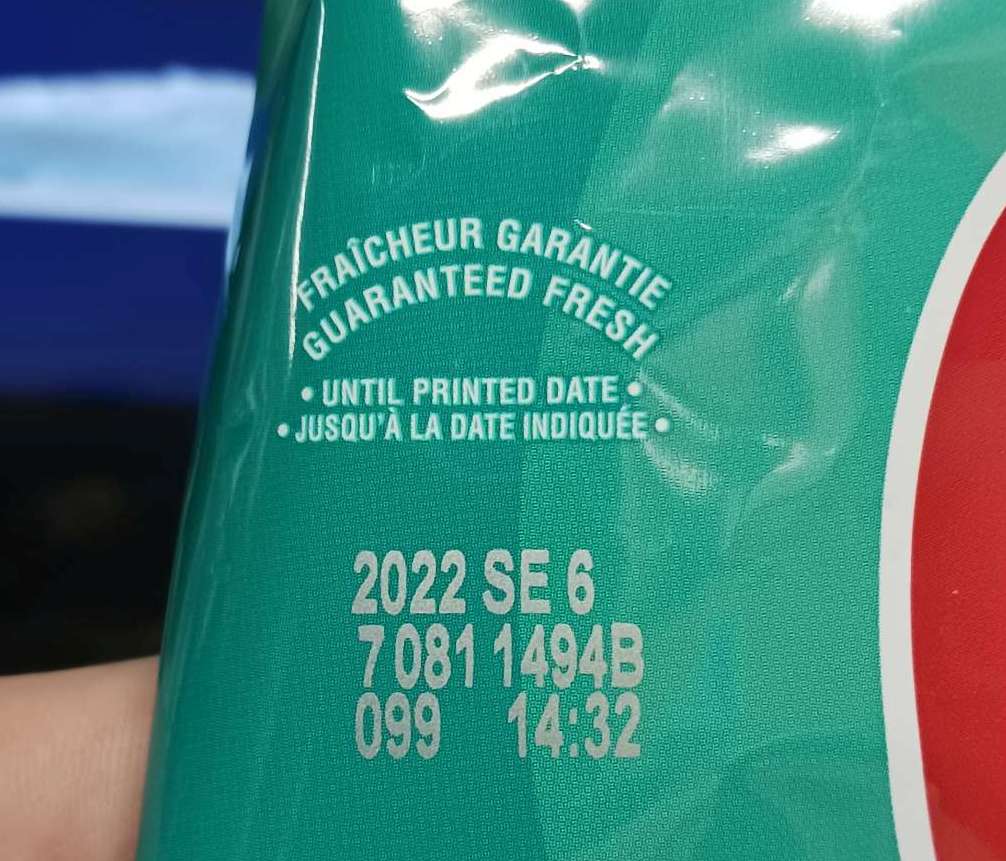 FRAÎCHEUR GARANTIE
GUARANTEED FRESH
• UNTIL PRINTED DATE •
• JUSQU'À LA DATE INDIQUÉE •
2022 SE 6
7 081 1494B
099 14:32